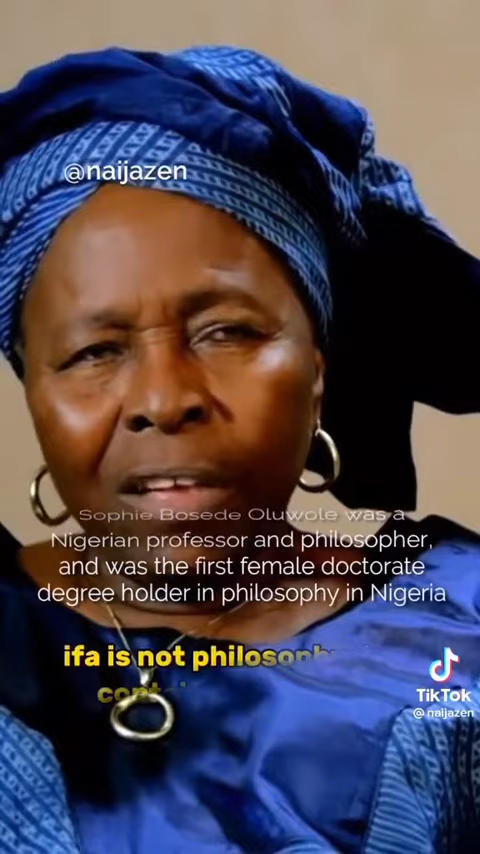 @naijazen
Sophie Bosede Oluwole was a
Nigerian professor and philosopher,
and was the first female doctorate
degree holder in philosophy in Nigeria
ifa is not philosophy
TikTok
@naijazen